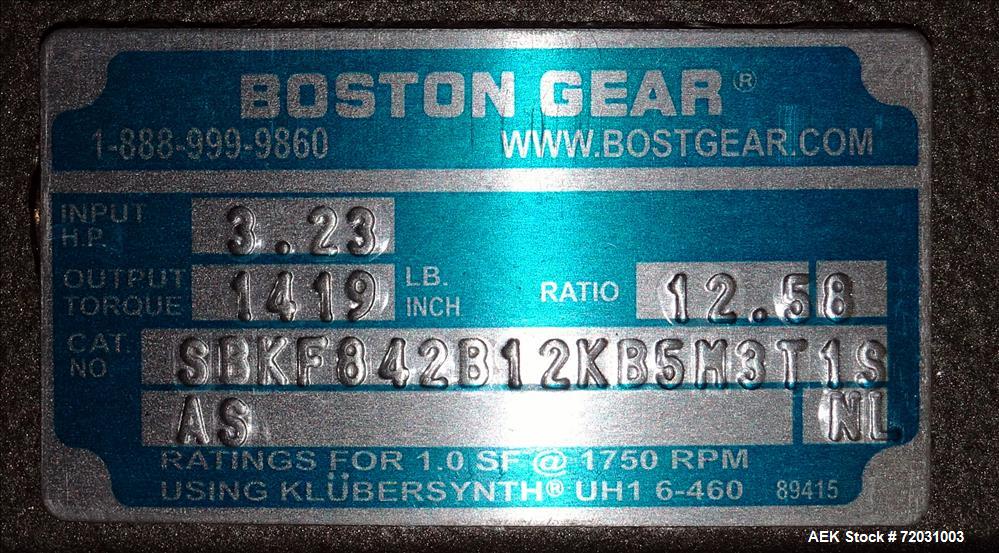 BOSTON GEAR®
1-888-999-9860 WWW.BOSTGEAR.COM
INPUT H.P. 3.23
OUTPUT TORQUE 1419 LB. INCH RATIO 12.58
CAT. NO SBKF842B12KB5M3T1S
AS NL
RATINGS FOR 1.0 SF @ 1750 RPM
USING KLÜBERSYNTH® UH1 6-460 89415
AEK Stock # 72031003